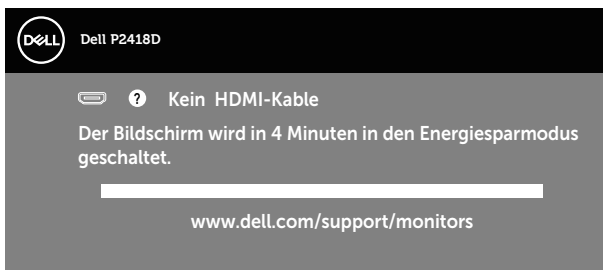 DELL
Dell P2418D
? Kein HDMI-Kable
Der Bildschirm wird in 4 Minuten in den Energiesparmodus
geschaltet.
www.dell.com/support/monitors